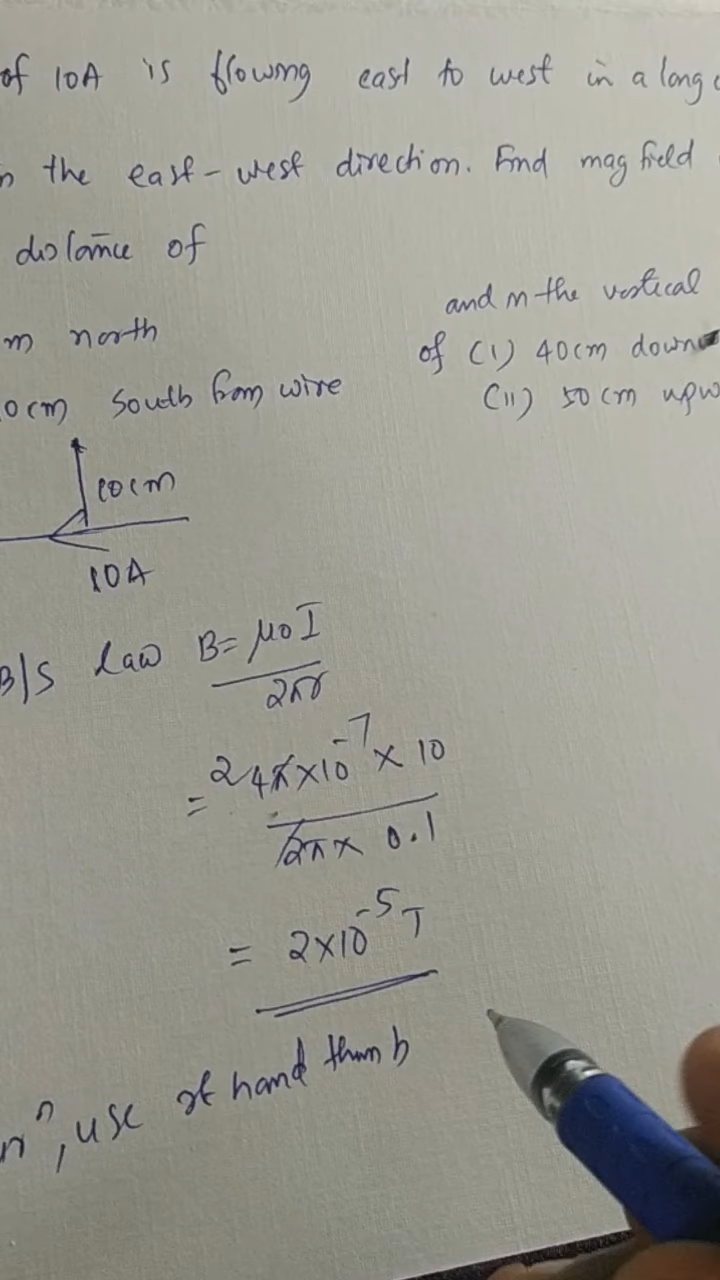 of 10A is flowing east to west in a long
the east-west direction. Find mag field
distance of
m north
and in the vertical
0cm south from wire
of (i) 40cm down
(ii) 50cm upw
10cm
10A
B/S law B = μ0 I
2πr
= 2 4π×10^-7 × 10
2π × 0.1
= 2×10^-5 T
n, use rt hand thumb